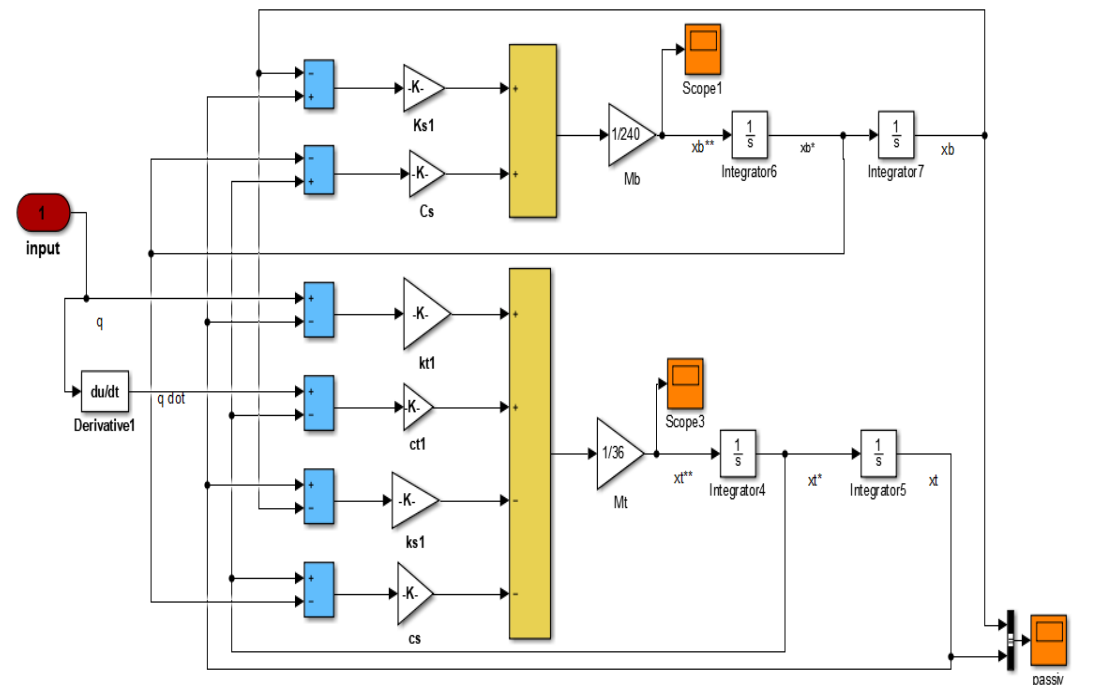 Scope1
-K-
Ks1
1/240
Mb
xb**
1
s
Integrator6
xb*
1
s
Integrator7
xb
-K-
Cs
1
input
q
-K-
kt1
du/dt
Derivative1
q dot
-K-
ct1
Scope3
1/36
Mt
xt**
1
s
Integrator4
xt*
1
s
Integrator5
xt
-K-
ks1
-K-
cs
passiv